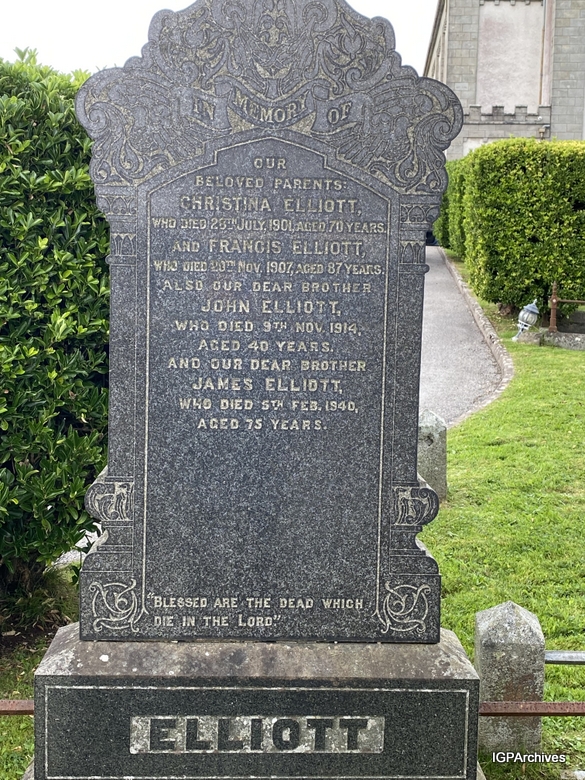 IN MEMORY OF
OUR
BELOVED PARENTS:
CHRISTINA ELLIOTT,
WHO DIED 26TH JULY, 1901, AGED 70 YEARS.
AND FRANCIS ELLIOTT,
WHO DIED 20TH NOV. 1907, AGED 87 YEARS.
ALSO OUR DEAR BROTHER
JOHN ELLIOTT,
WHO DIED 9TH NOV. 1914,
AGED 40 YEARS.
AND OUR DEAR BROTHER
JAMES ELLIOTT,
WHO DIED 5TH FEB. 1940,
AGED 75 YEARS.
"BLESSED ARE THE DEAD WHICH
DIE IN THE LORD."
ELLIOTT
IGPArchives